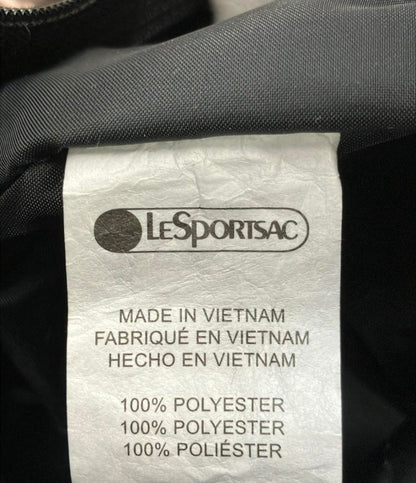 LESPORTSAC
MADE IN VIETNAM
FABRIQUÉ EN VIETNAM
HECHO EN VIETNAM
100% POLYESTER
100% POLYESTER
100% POLIÉSTER